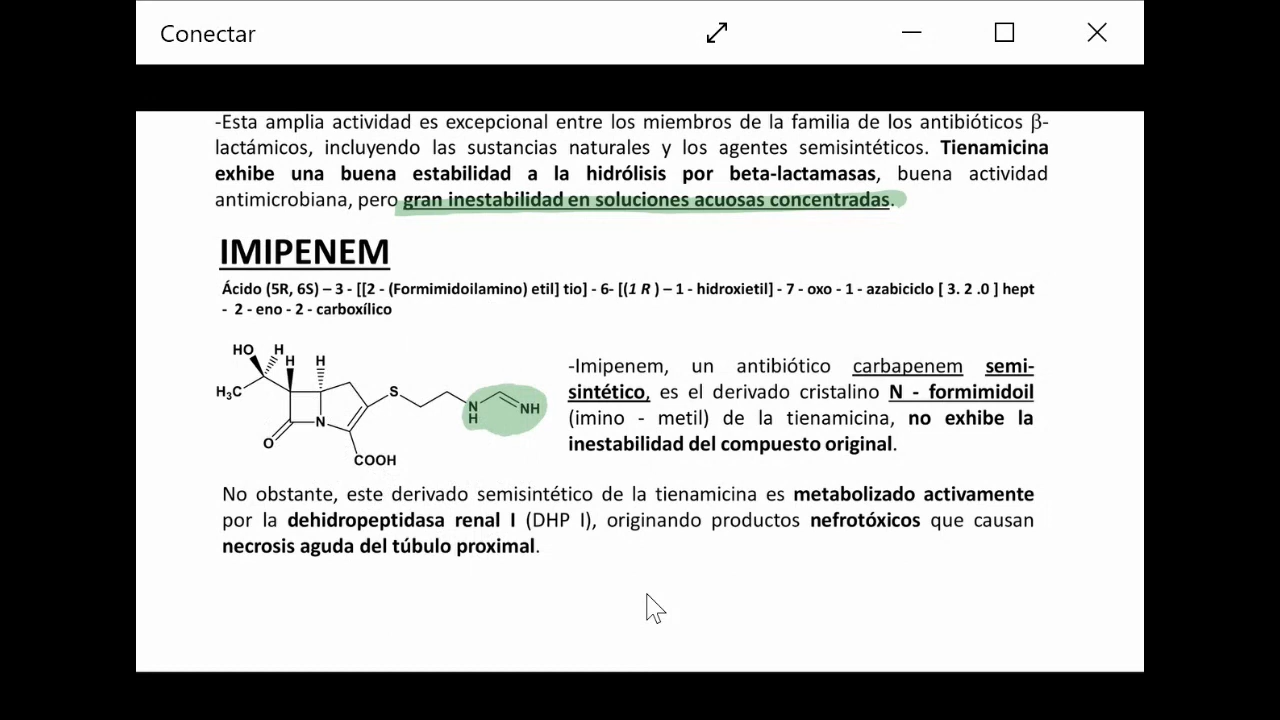 Conectar
-Esta amplia actividad es excepcional entre los miembros de la familia de los antibióticos β-
lactámicos, incluyendo las sustancias naturales y los agentes semisintéticos. Tienamicina
exhibe una buena estabilidad a la hidrólisis por beta-lactamasas, buena actividad
antimicrobiana, pero gran inestabilidad en soluciones acuosas concentradas.
IMIPENEM
Ácido (5R, 6S) – 3 - [[2 - (Formimidoilamino) etil] tio] - 6- [(1 R ) – 1 - hidroxietil] - 7 - oxo - 1 - azabiciclo [ 3. 2 .0 ] hept
- 2 - eno - 2 - carboxílico
HO H
H H
H3C
S
N
H
NH
N
O
COOH
-Imipenem, un antibiótico carbapenem semi-
sintético, es el derivado cristalino N - formimidoil
(imino - metil) de la tienamicina, no exhibe la
inestabilidad del compuesto original.
No obstante, este derivado semisintético de la tienamicina es metabolizado activamente
por la dehidropeptidasa renal I (DHP I), originando productos nefrotóxicos que causan
necrosis aguda del túbulo proximal.